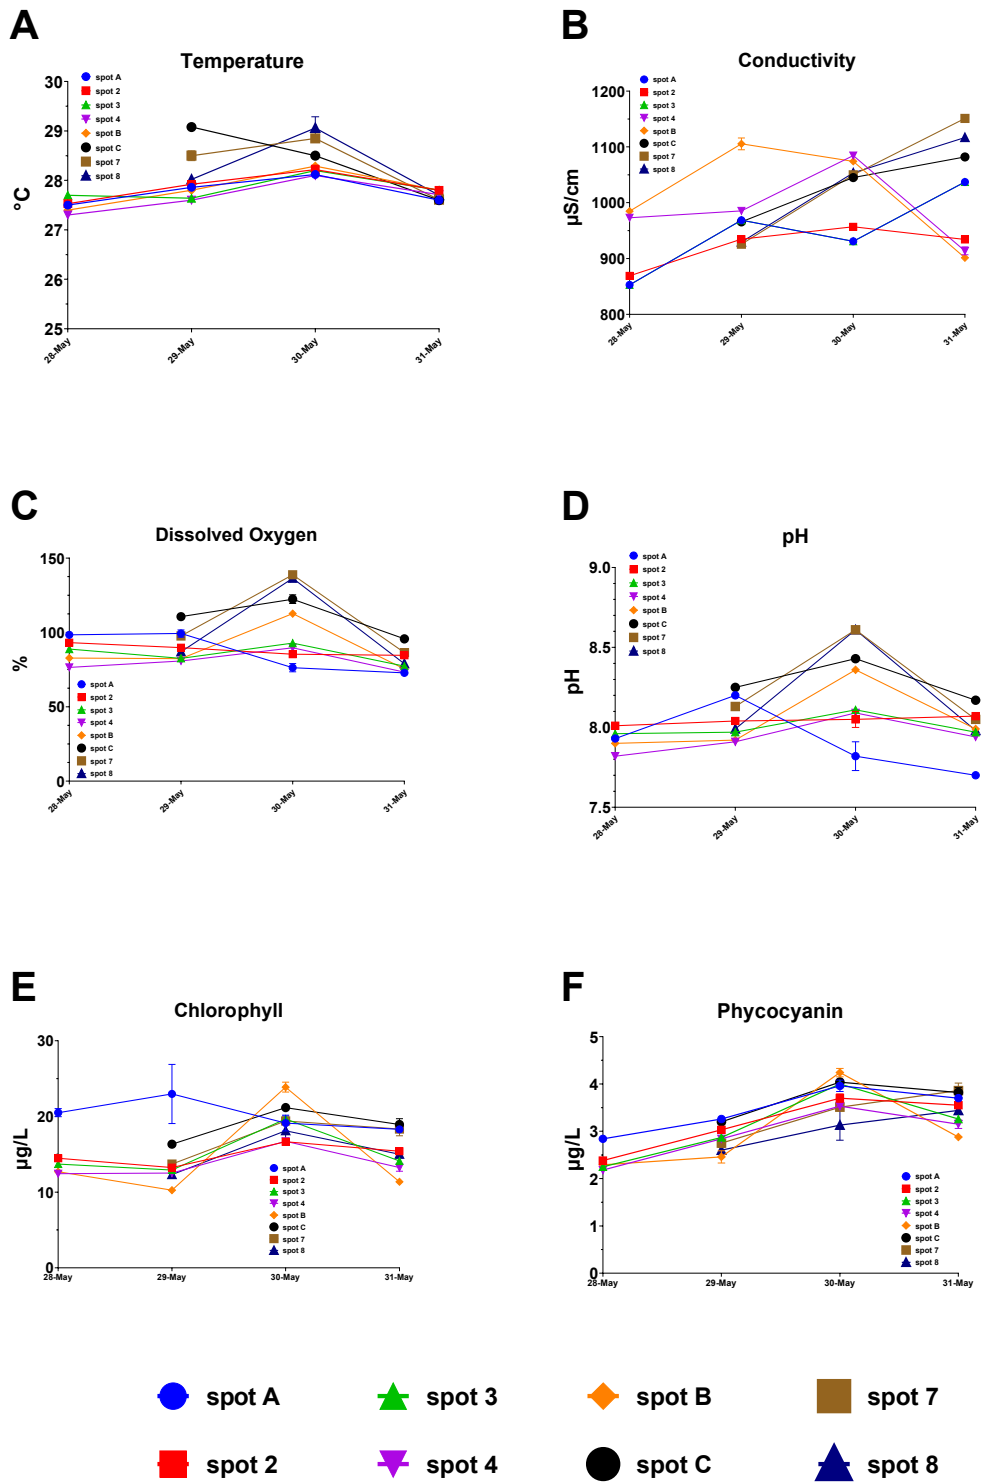 A
Temperature
spot A
spot 2
spot 3
spot 4
spot B
spot C
spot 7
spot 8
°C
30
29
28
27
26
25
28-May
29-May
30-May
31-May
B
Conductivity
spot A
spot 2
spot 3
spot 4
spot B
spot C
spot 7
spot 8
µS/cm
1200
1100
1000
900
800
28-May
29-May
30-May
31-May
C
Dissolved Oxygen
%
150
100
50
0
spot A
spot 2
spot 3
spot 4
spot B
spot C
spot 7
spot 8
28-May
29-May
30-May
31-May
D
pH
spot A
spot 2
spot 3
spot 4
spot B
spot C
spot 7
spot 8
pH
9.0
8.5
8.0
7.5
28-May
29-May
30-May
31-May
E
Chlorophyll
µg/L
30
20
10
0
spot A
spot 2
spot 3
spot 4
spot B
spot C
spot 7
spot 8
28-May
29-May
30-May
31-May
F
Phycocyanin
µg/L
5
4
3
2
1
0
spot A
spot 2
spot 3
spot 4
spot B
spot C
spot 7
spot 8
28-May
29-May
30-May
31-May
spot A spot 3 spot B spot 7
spot 2 spot 4 spot C spot 8